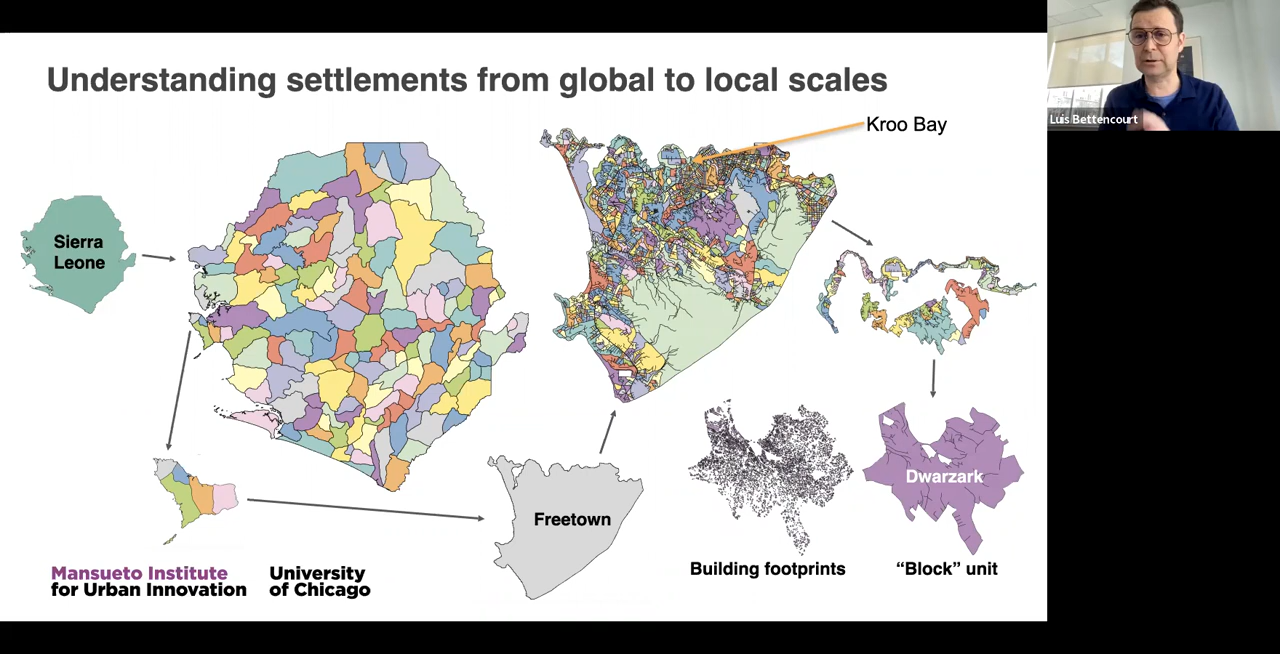 Understanding settlements from global to local scales
Luis Bettencourt
Kroo Bay
Sierra
Leone
Dwarzark
Freetown
Building footprints
“Block” unit
Mansueto Institute
for Urban Innovation
University
of Chicago